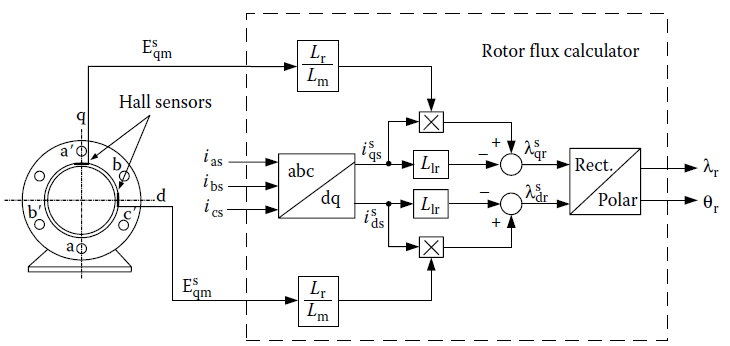 E^s_qm
L_r
L_m
Rotor flux calculator
Hall sensors
q
a′
b
d
b′
c′
a
i_as
i_bs
i_cs
abc
dq
i^s_qs
i^s_ds
×
L_lr
L_lr
×
+
−
−
+
λ^s_qr
λ^s_dr
Rect.
Polar
λ_r
θ_r
E^s_qm
L_r
L_m